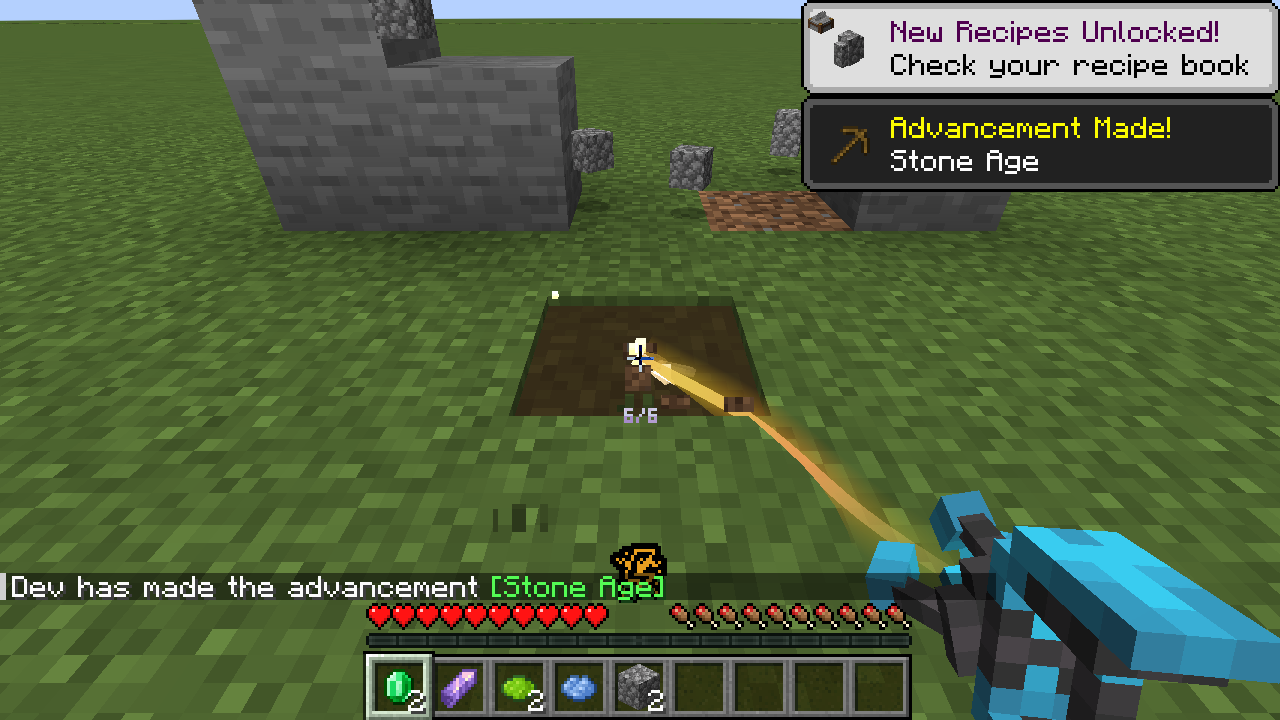 New Recipes Unlocked!
Check your recipe book
Advancement Made!
Stone Age
6/6
Dev has made the advancement [Stone Age]
2
2
2